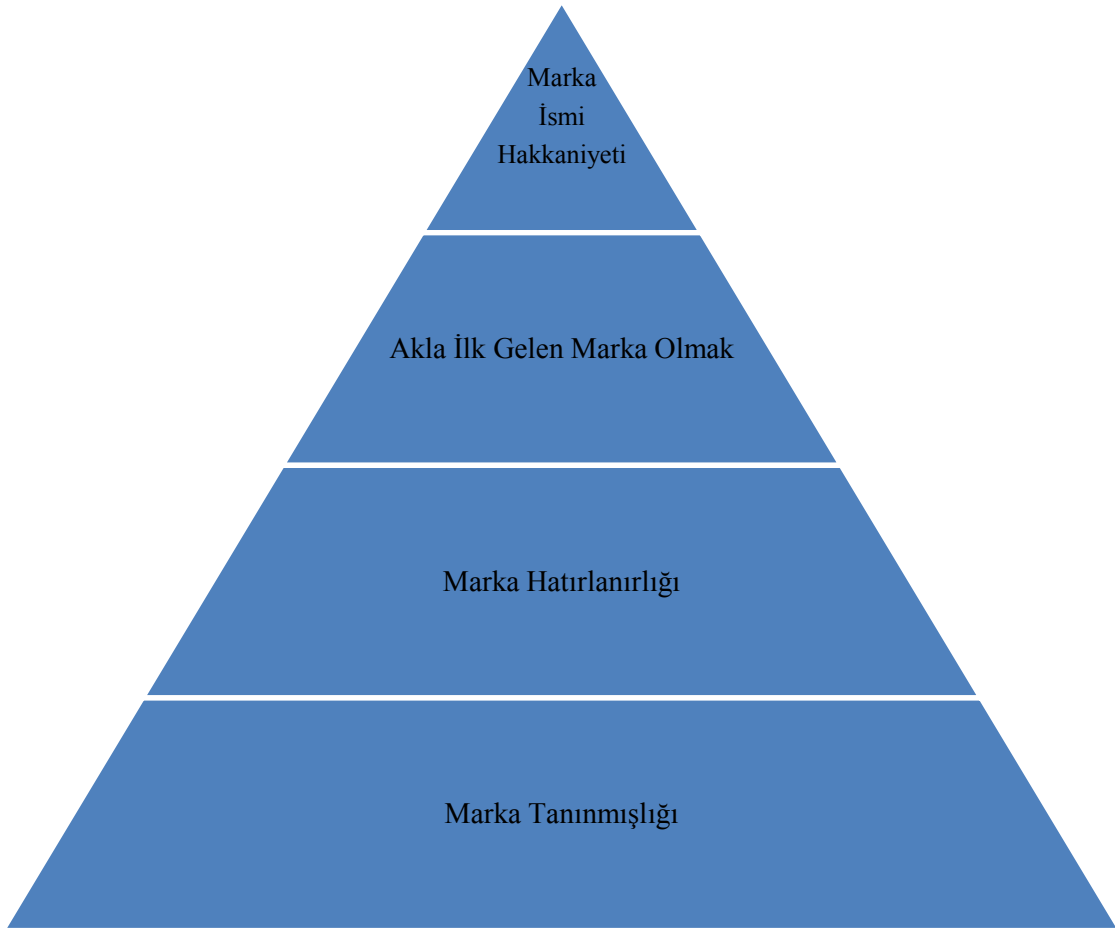 Marka
İsmi
Hakkaniyeti
Akla İlk Gelen Marka Olmak
Marka Hatırlanırlığı
Marka Tanınmışlığı